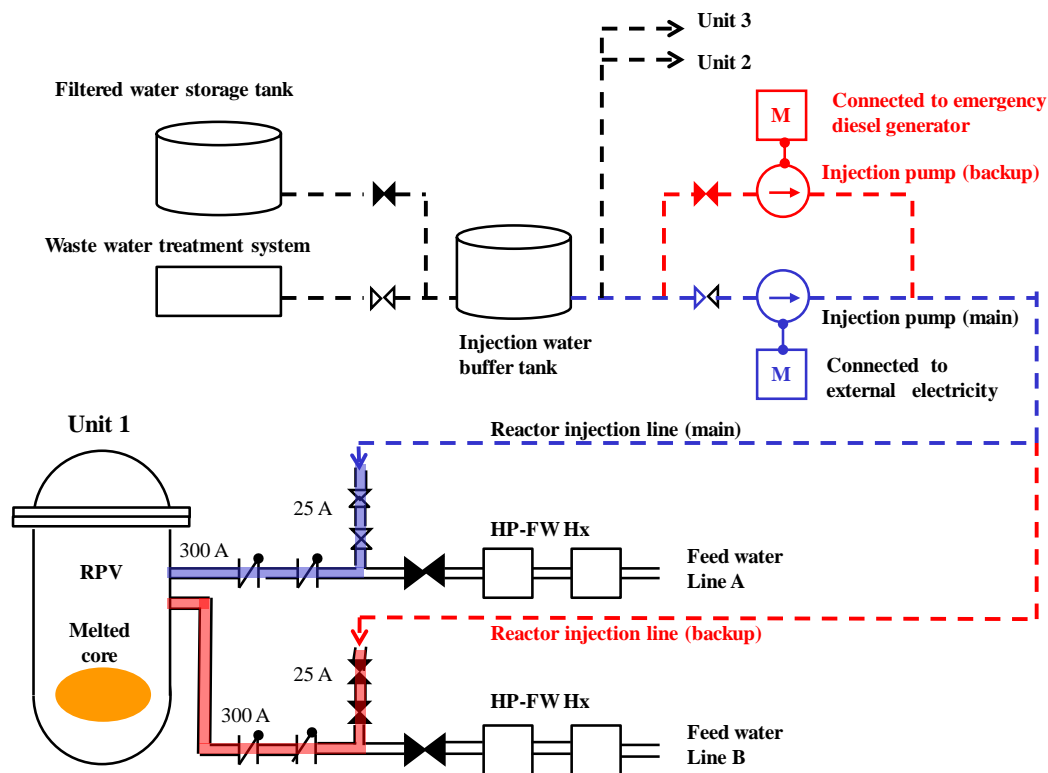 Unit 3
Unit 2
Filtered water storage tank
Connected to emergency
diesel generator
M
Injection pump (backup)
Waste water treatment system
Injection pump (main)
Injection water
buffer tank
M
Connected to
external electricity
Unit 1
Reactor injection line (main)
25 A
HP-FW Hx
300 A
Feed water
Line A
RPV
Melted
core
Reactor injection line (backup)
25 A
HP-FW Hx
300 A
Feed water
Line B